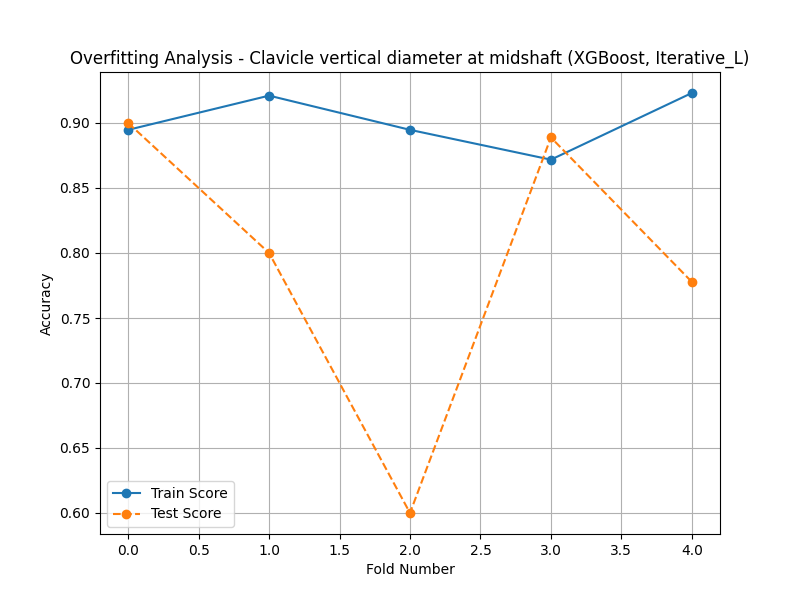 Overfitting Analysis - Clavicle vertical diameter at midshaft (XGBoost, Iterative_L)
0.90
0.85
0.80
0.75
0.70
0.65
0.60
Accuracy
Train Score
Test Score
0.0 0.5 1.0 1.5 2.0 2.5 3.0 3.5 4.0
Fold Number